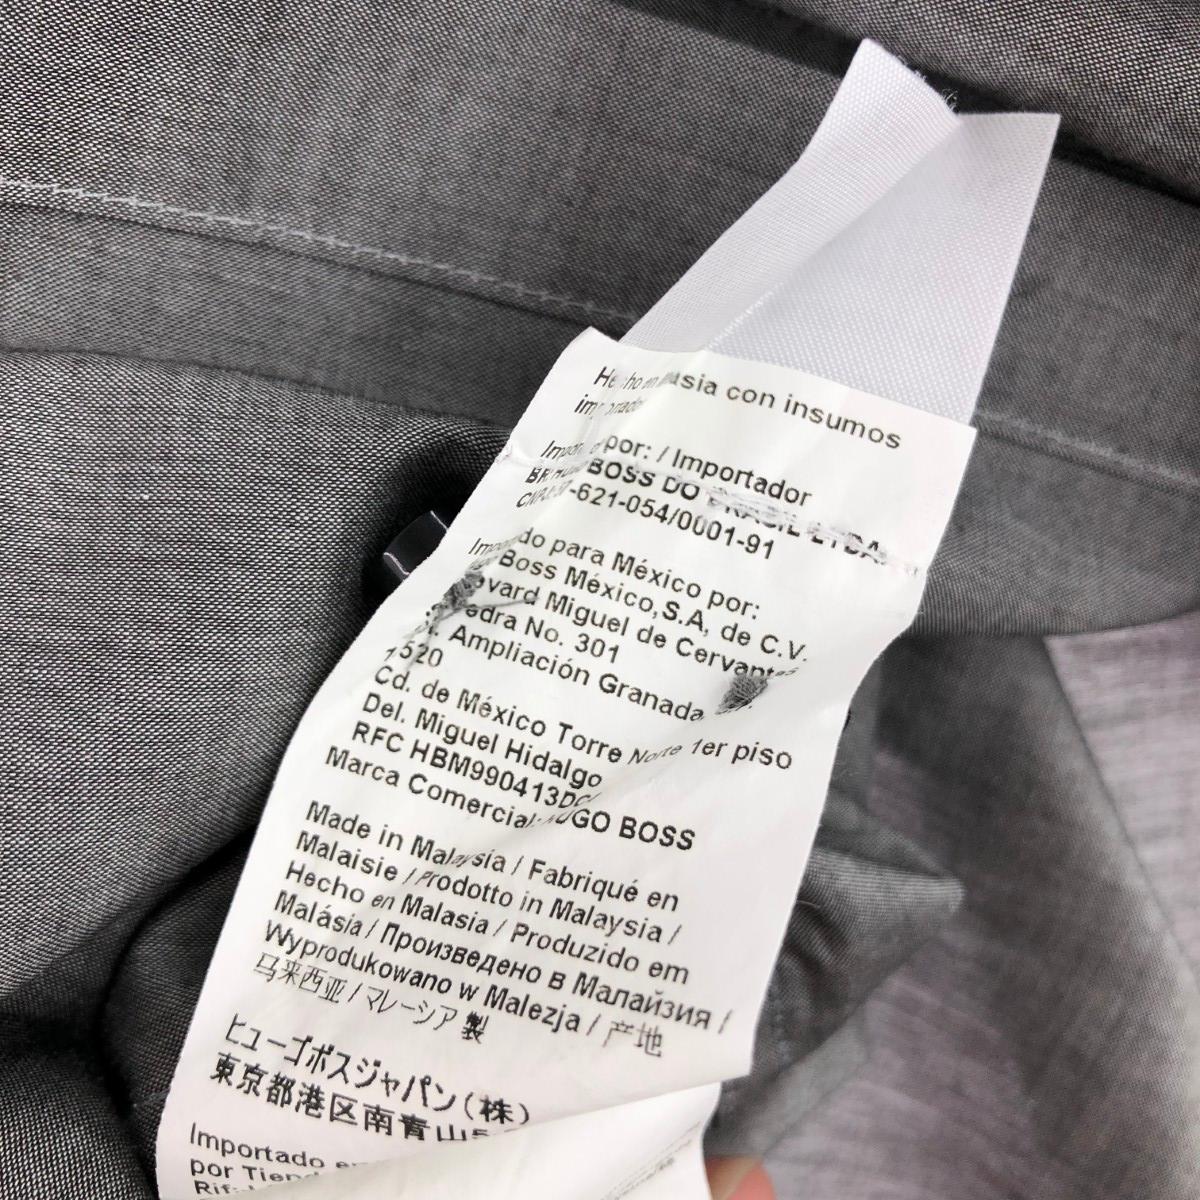 en con insumos
por: / Importador
BOSS DO BRASIL LTDA.
-621-054/0001-91
para México por:
Boss México, S.A, de C.V.
Miguel de Cervantes
No. 301
Ampliación Granada
Cd. de México Torre Norte 1er piso
Del. Miguel Hidalgo
RFC HBM990413DC
Marca Comercial: HUGO BOSS
Made in Malaysia / Fabriqué en
Malaisie / Prodotto in Malaysia /
Hecho en Malasia / Produzido em
Malásia / Произведено в Малайзия /
Wyprodukowano w Malezja / 产地
马来西亚 / マレーシア 製
ヒューゴボスジャパン(株)
東京都港区南青山5
Importado
por